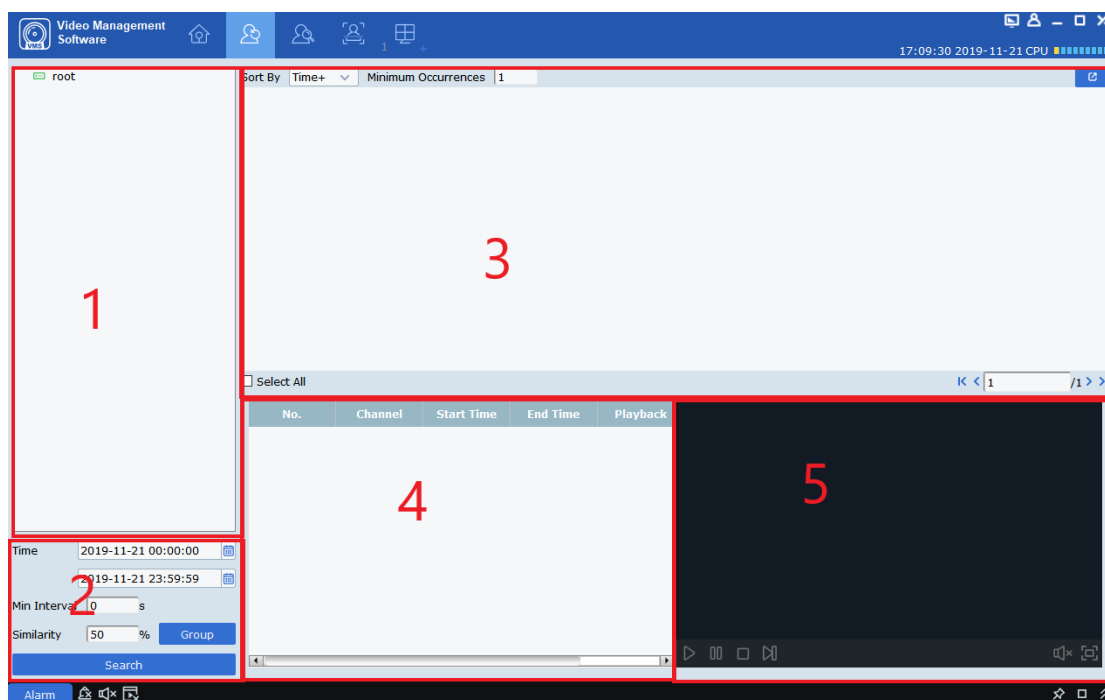 Video Management
Software
VMS
1
17:09:30 2019-11-21 CPU
root
Sort By Time+ Minimum Occurrences 1
3
1
Select All
1 /1
No. Channel Start Time End Time Playback
4
5
Time 2019-11-21 00:00:00
2019-11-21 23:59:59
2
Min Interval 0 s
Similarity 50 % Group
Search
Alarm